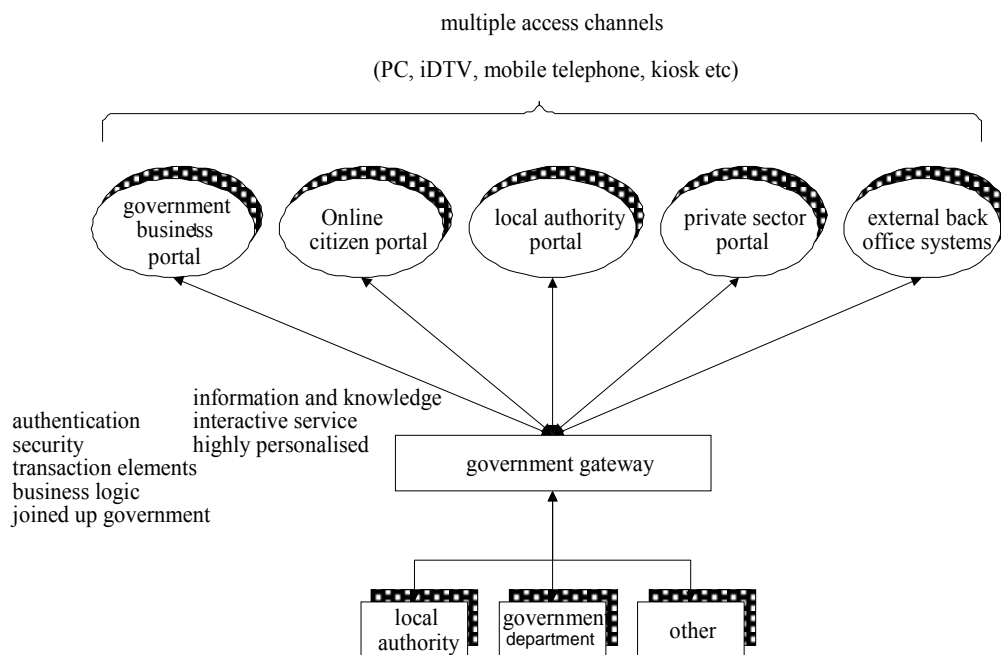 multiple access channels
(PC, iDTV, mobile telephone, kiosk etc)
government
business
portal
Online
citizen portal
local authority
portal
private sector
portal
external back
office systems
information and knowledge
interactive service
highly personalised
authentication
security
transaction elements
business logic
joined up government
government gateway
local
authority
government
department
other